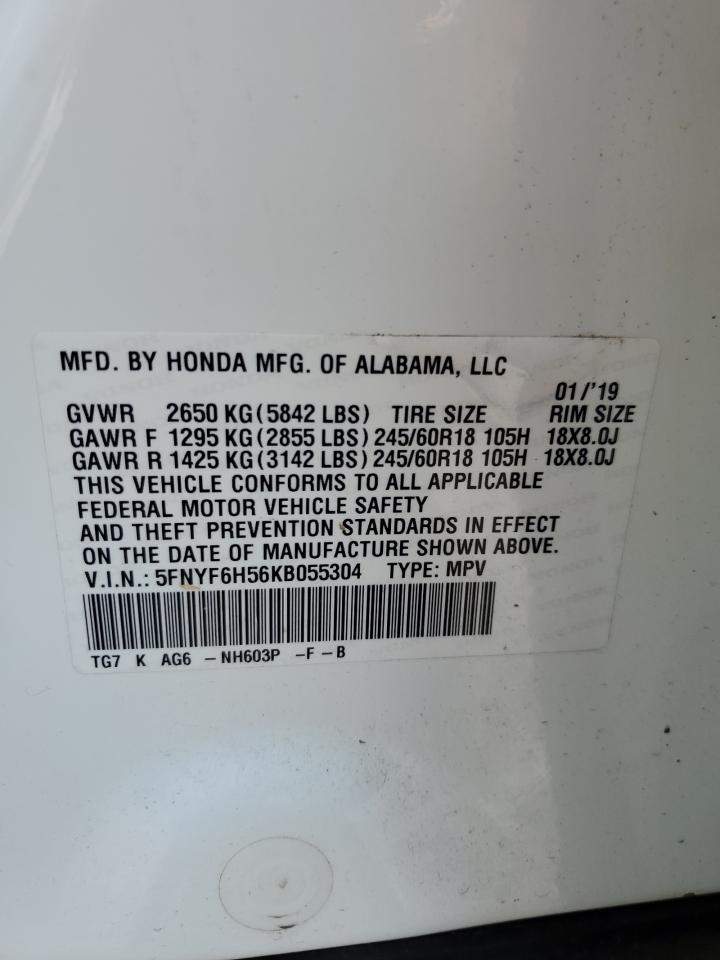 MFD. BY HONDA MFG. OF ALABAMA, LLC
01/'19
GVWR 2650 KG(5842 LBS) TIRE SIZE RIM SIZE
GAWR F 1295 KG(2855 LBS)245/60R18 105H 18X8.0J
GAWR R 1425 KG(3142 LBS)245/60R18 105H 18X8.0J
THIS VEHICLE CONFORMS TO ALL APPLICABLE
FEDERAL MOTOR VEHICLE SAFETY
AND THEFT PREVENTION STANDARDS IN EFFECT
ON THE DATE OF MANUFACTURE SHOWN ABOVE.
V.I.N.: 5FNYF6H56KB055304 TYPE: MPV
TG7 K AG6 -NH603P -F-B